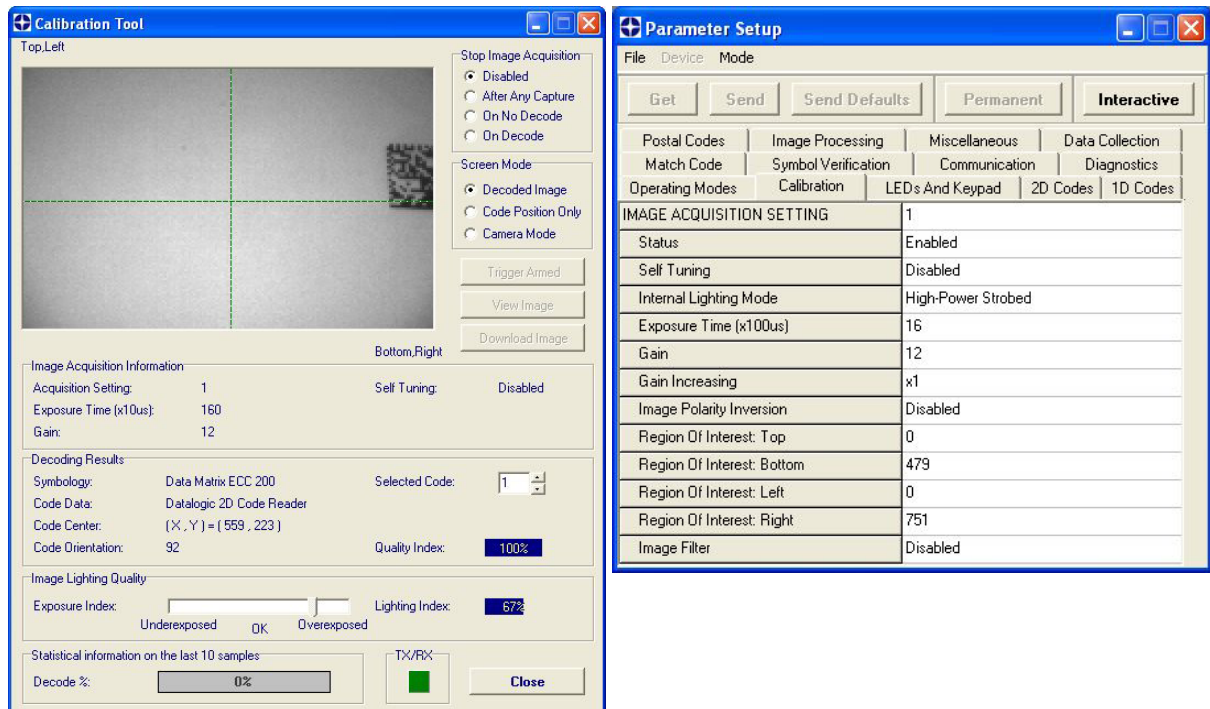 Calibration Tool
Top,Left
Stop Image Acquisition
Disabled
After Any Capture
On No Decode
On Decode
Screen Mode
Decoded Image
Code Position Only
Camera Mode
Trigger Armed
View Image
Download Image
Bottom,Right
Image Acquisition Information
Acquisition Setting: 1 Self Tuning: Disabled
Exposure Time (x10us): 160
Gain: 12
Decoding Results
Symbology: Data Matrix ECC 200 Selected Code: 1
Code Data: Datalogic 2D Code Reader
Code Center: ( X , Y ) = ( 559 , 223 )
Code Orientation: 92 Quality Index: 100%
Image Lighting Quality
Exposure Index: Lighting Index: 67%
Underexposed OK Overexposed
Statistical information on the last 10 samples
TX/RX
Decode %: 0% Close
Parameter Setup
File Device Mode
Get Send Send Defaults Permanent Interactive
Postal Codes Image Processing Miscellaneous Data Collection
Match Code Symbol Verification Communication Diagnostics
Operating Modes Calibration LEDs And Keypad 2D Codes 1D Codes
IMAGE ACQUISITION SETTING 1
Status Enabled
Self Tuning Disabled
Internal Lighting Mode High-Power Strobed
Exposure Time (x100us) 16
Gain 12
Gain Increasing x1
Image Polarity Inversion Disabled
Region Of Interest: Top 0
Region Of Interest: Bottom 479
Region Of Interest: Left 0
Region Of Interest: Right 751
Image Filter Disabled